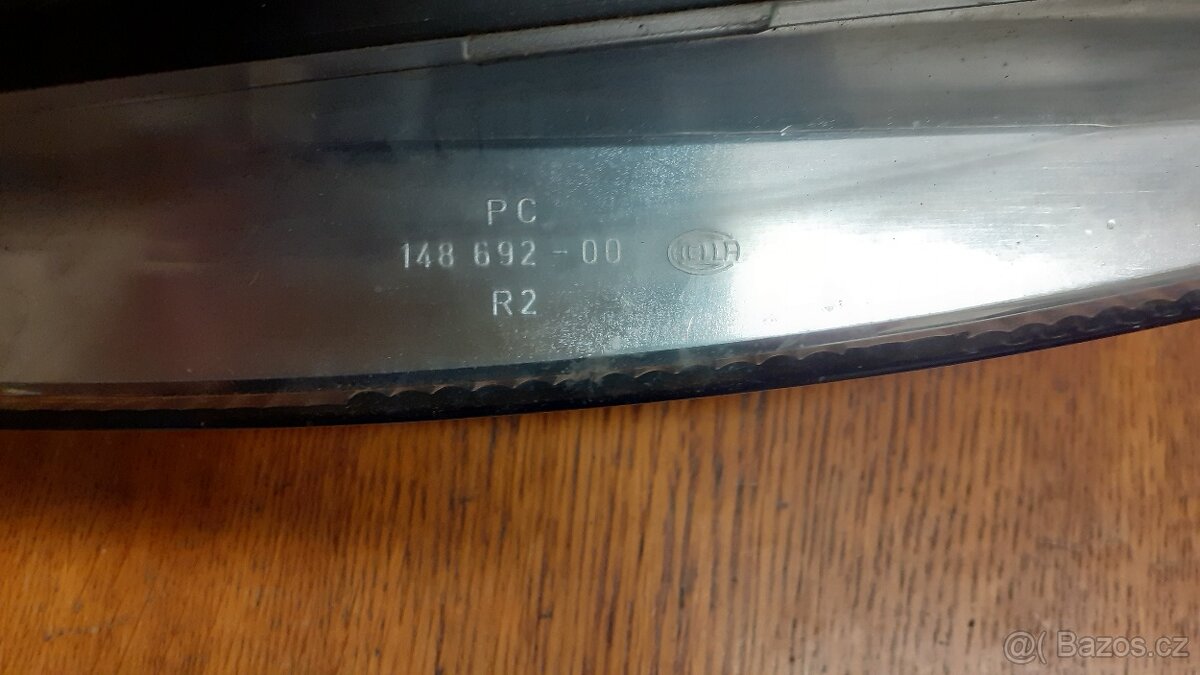 PC
148 692-00 HELLA
R2
@( Bazos.cz